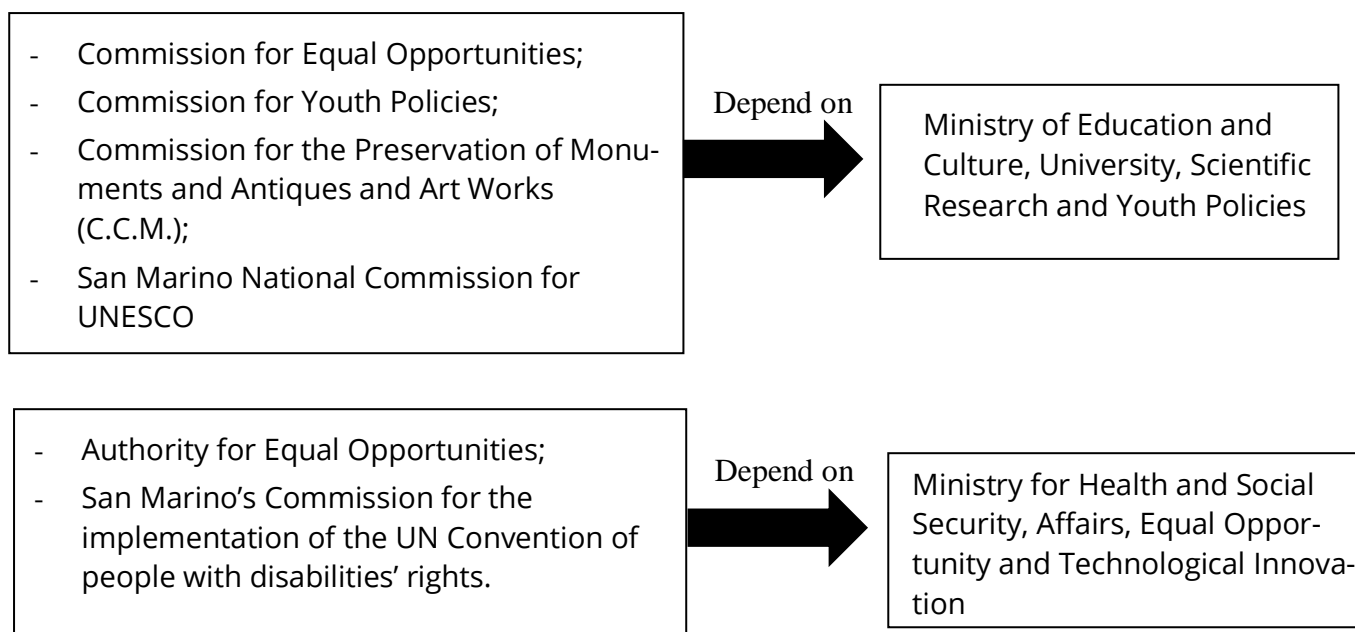 - Commission for Equal Opportunities;
- Commission for Youth Policies;
- Commission for the Preservation of Monu-
ments and Antiques and Art Works
(C.C.M.);
- San Marino National Commission for
UNESCO
Depend on
Ministry of Education and
Culture, University, Scientific
Research and Youth Policies
- Authority for Equal Opportunities;
- San Marino’s Commission for the
implementation of the UN Convention of
people with disabilities’ rights.
Depend on
Ministry for Health and Social
Security, Affairs, Equal Oppor-
tunity and Technological Innova-
tion